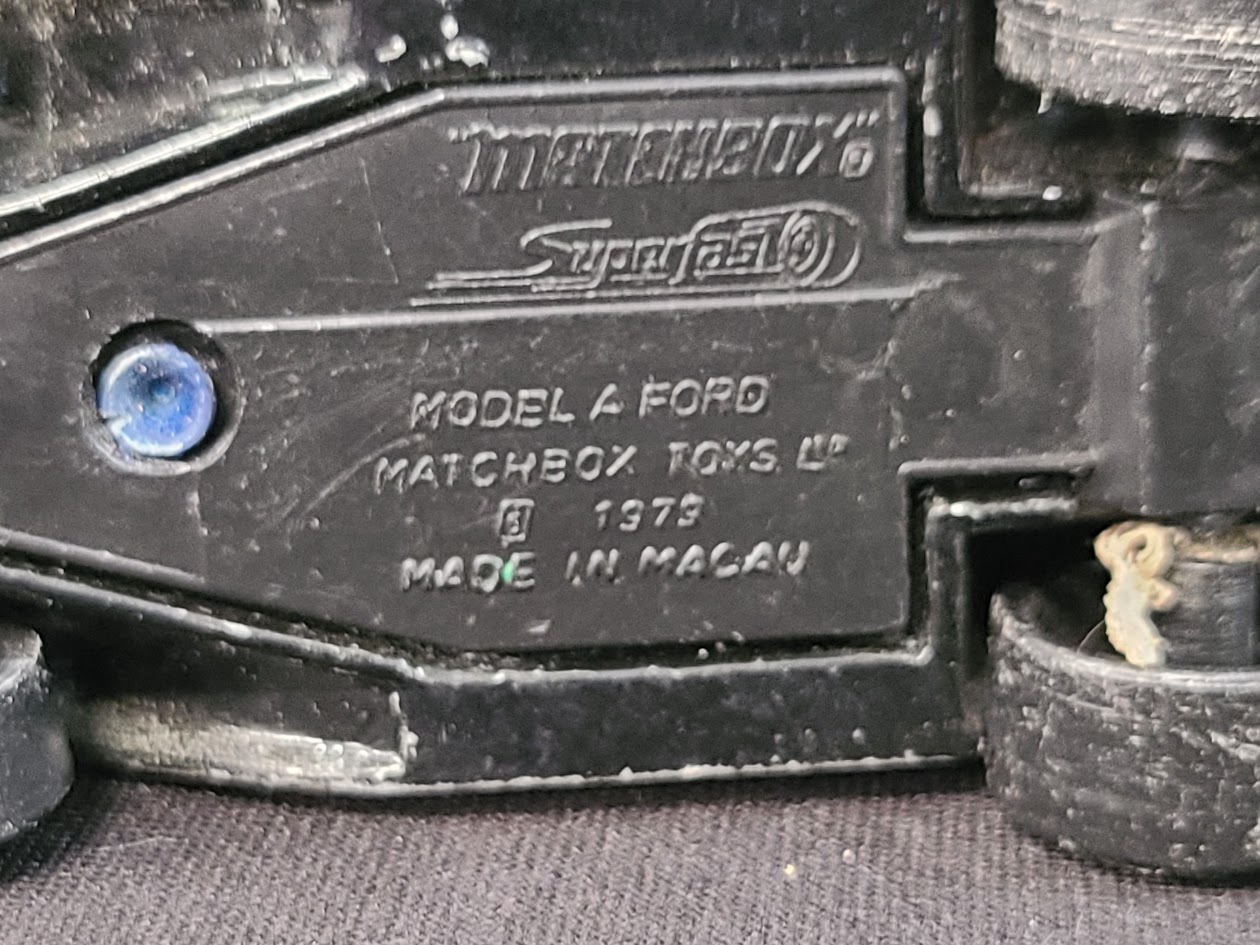 "MATCHBOX"®
Superfast
MODEL A FORD
MATCHBOX TOYS LTD
© 1979
MADE IN MACAU